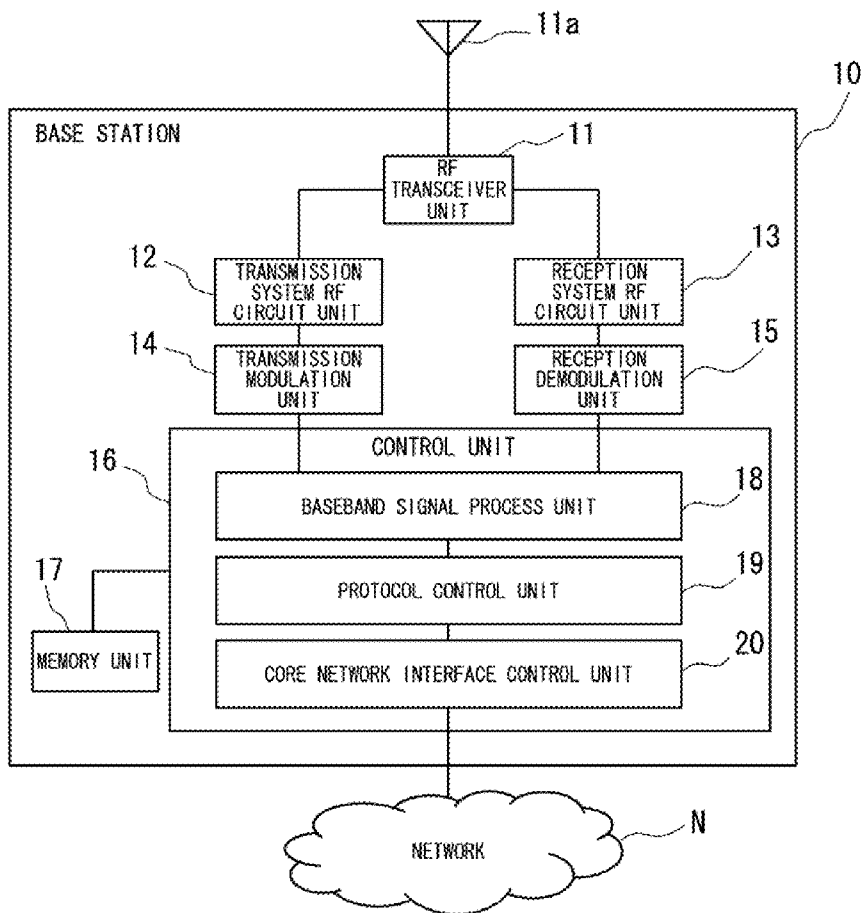 11a
10
BASE STATION
11
RF
TRANSCEIVER
UNIT
12
TRANSMISSION
SYSTEM RF
CIRCUIT UNIT
13
RECEPTION
SYSTEM RF
CIRCUIT UNIT
14
TRANSMISSION
MODULATION
UNIT
15
RECEPTION
DEMODULATION
UNIT
16
CONTROL UNIT
18
BASEBAND SIGNAL PROCESS UNIT
17
MEMORY UNIT
19
PROTOCOL CONTROL UNIT
20
CORE NETWORK INTERFACE CONTROL UNIT
N
NETWORK